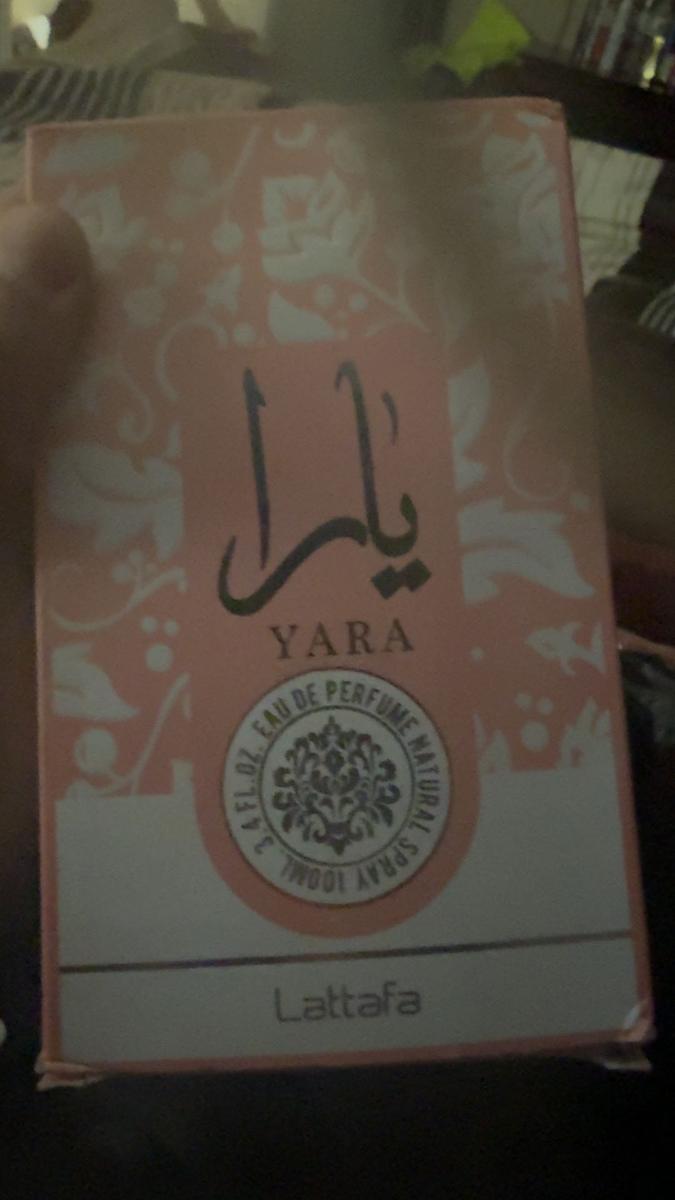 يارا
YARA
EAU DE PERFUME NATURAL SPRAY 100ML 3.4 FL.OZ.
Lattafa